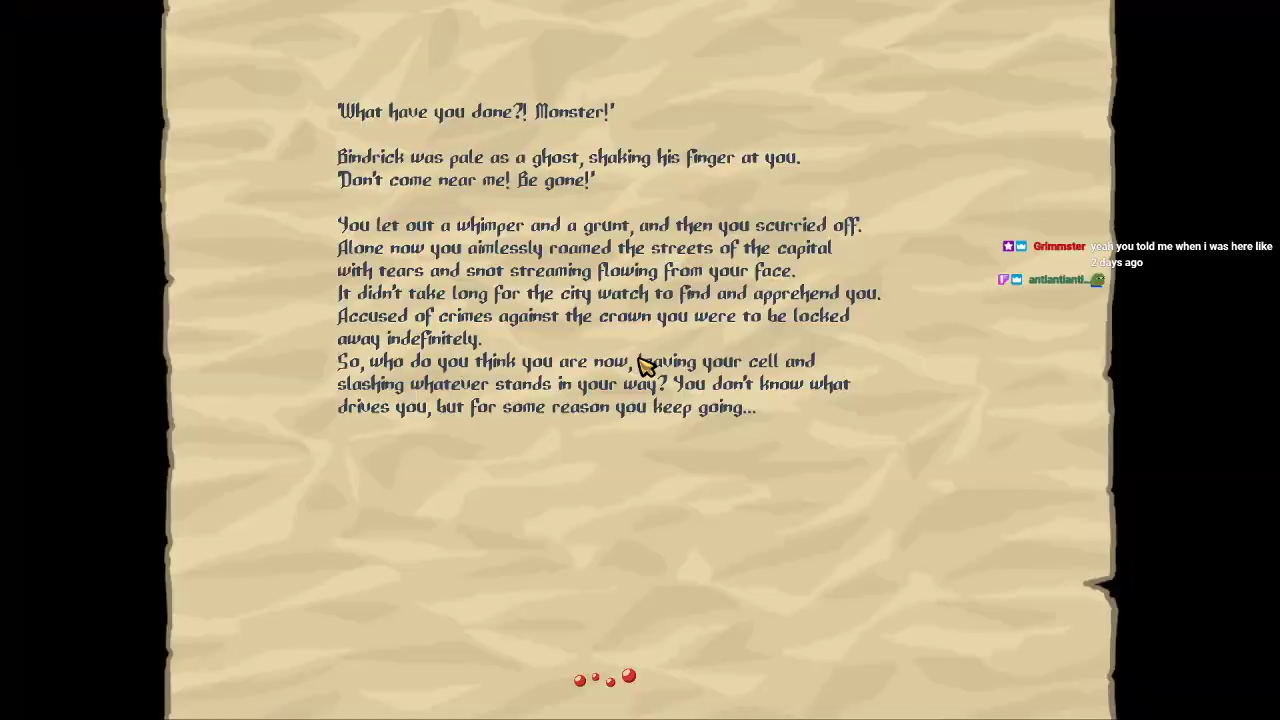 'What have you done?! Monster!'
Bindrick was pale as a ghost, shaking his finger at you.
'Don't come near me! Be gone!'
You let out a whimper and a grunt, and then you scurried off.
Alone now you aimlessly roamed the streets of the capital
with tears and snot streaming flowing from your face.
It didn't take long for the city watch to find and apprehend you.
Accused of crimes against the crown you were to be locked
away indefinitely.
So, who do you think you are now, leaving your cell and
slashing whatever stands in your way? You don't know what
drives you, but for some reason you keep going...
Grimmster yeah you told me when i was here like
2 days ago
antiantianti...